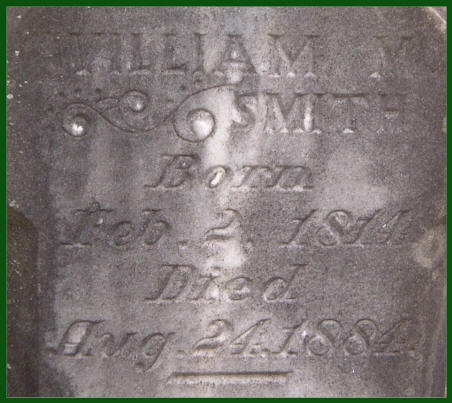 WILLIAM M
SMITH
Born
Feb. 2, 1814
Died
Aug. 24, 1884.